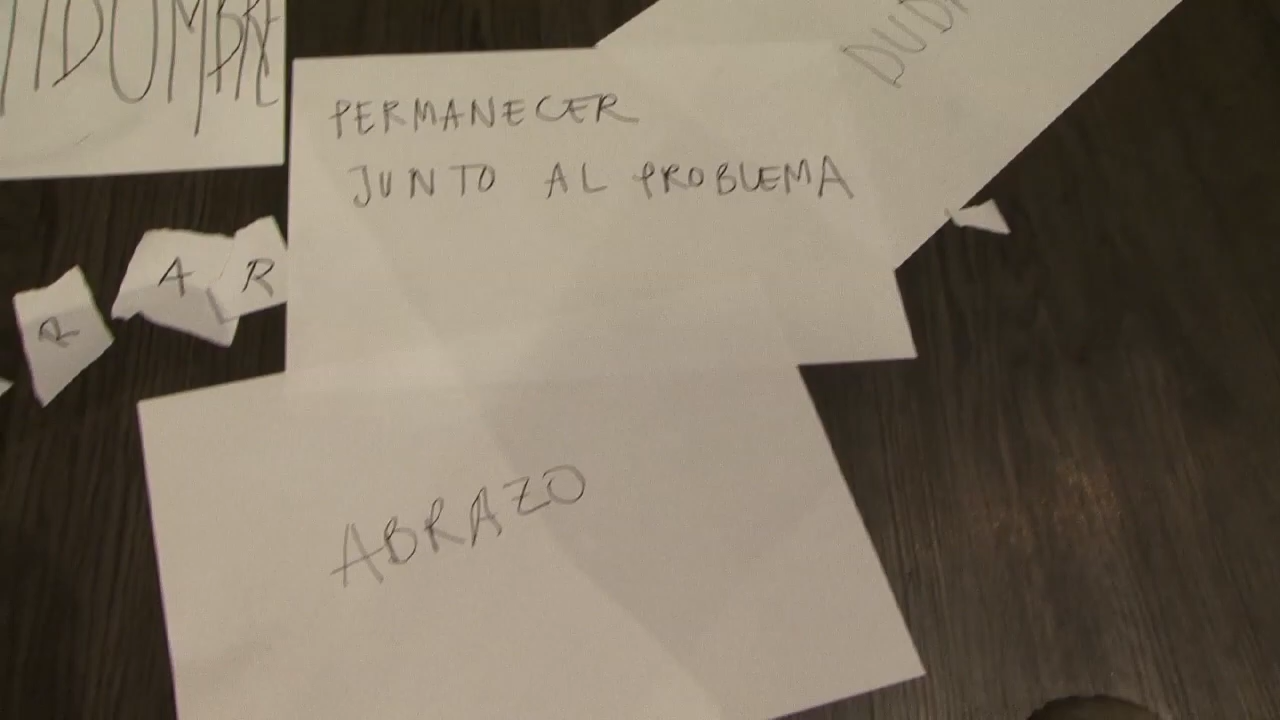 PERMANECER
JUNTO AL PROBLEMA
R
A
R
ABRAZO